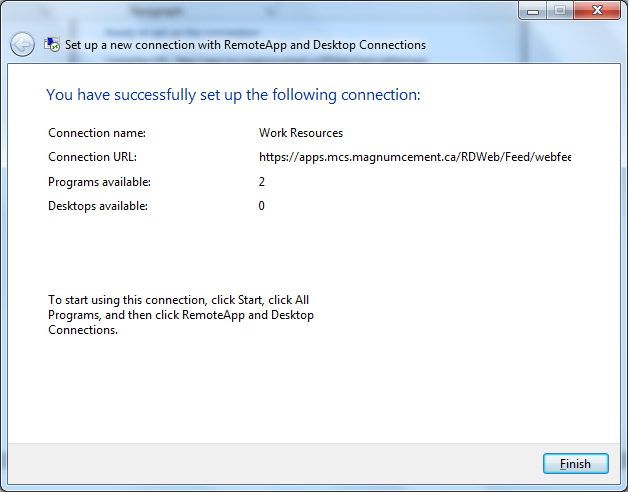 Paragraph
Set up a new connection with RemoteApp and Desktop Connections
You have successfully set up the following connection:
Connection name: Work Resources
Connection URL: https://apps.mcs.magnumcement.ca/RDWeb/Feed/webfee
Programs available: 2
Desktops available: 0
To start using this connection, click Start, click All
Programs, and then click RemoteApp and Desktop
Connections.
Finish